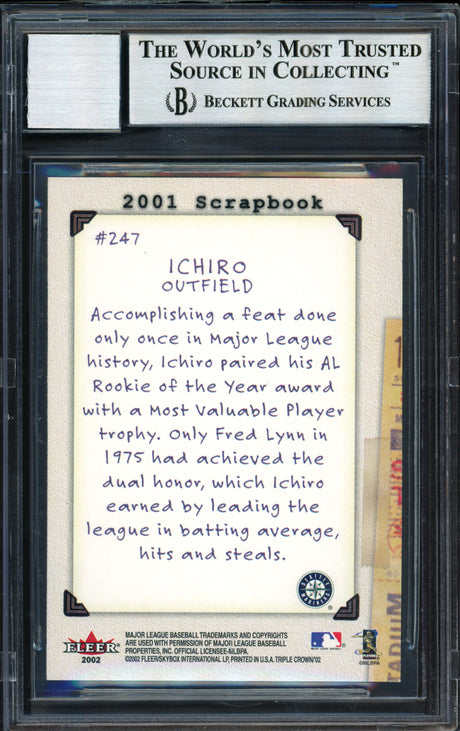 THE WORLD'S MOST TRUSTED
SOURCE IN COLLECTING™
B BECKETT GRADING SERVICES
2001 Scrapbook
#247
ICHIRO
OUTFIELD
Accomplishing a feat done
only once in Major League
history, Ichiro paired his AL
Rookie of the Year award
with a Most Valuable Player
trophy. Only Fred Lynn in
1975 had achieved the
dual honor, which Ichiro
earned by leading the
league in batting average,
hits and steals.
SEATTLE
MARINERS
®
FLEER
2002
MAJOR LEAGUE BASEBALL TRADEMARKS AND COPYRIGHTS
ARE USED WITH PERMISSION OF MAJOR LEAGUE BASEBALL
PROPERTIES, INC. OFFICIAL LICENSEE-MLBPA.
©2002 FLEER/SKYBOX INTERNATIONAL LP, PRINTED IN U.S.A. TRIPLE CROWN '02
©MLBPA
TADIUM